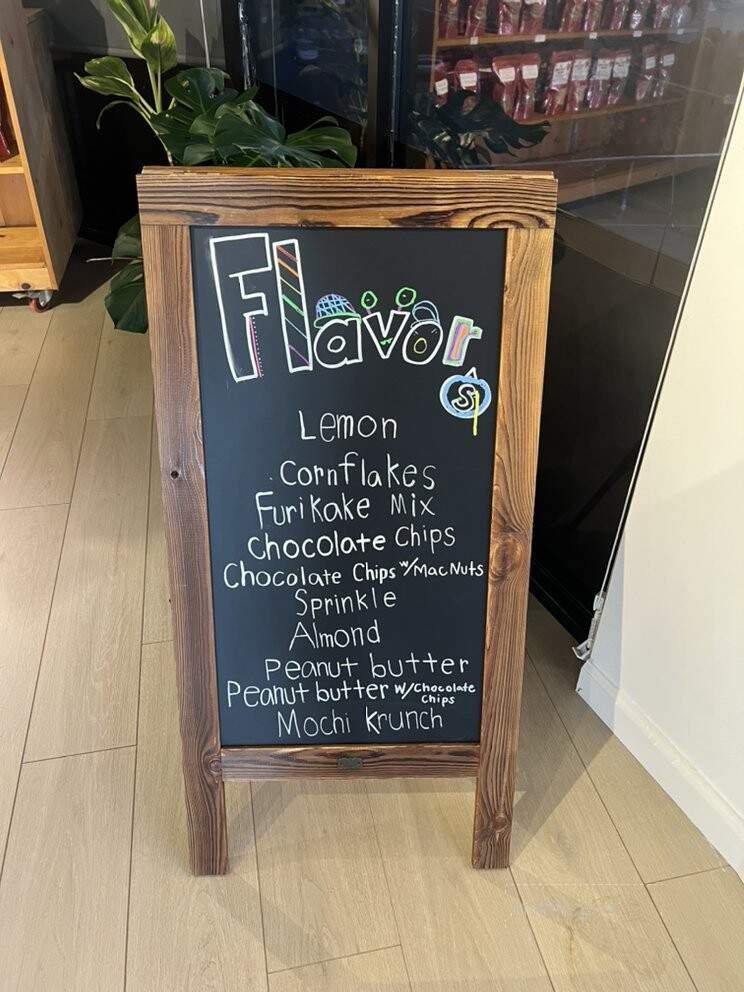 Flavor
s
Lemon
Cornflakes
Furikake Mix
Chocolate Chips
Chocolate Chips w/Mac Nuts
Sprinkle
Almond
Peanut butter
Peanut butter w/Chocolate
Chips
Mochi Krunch